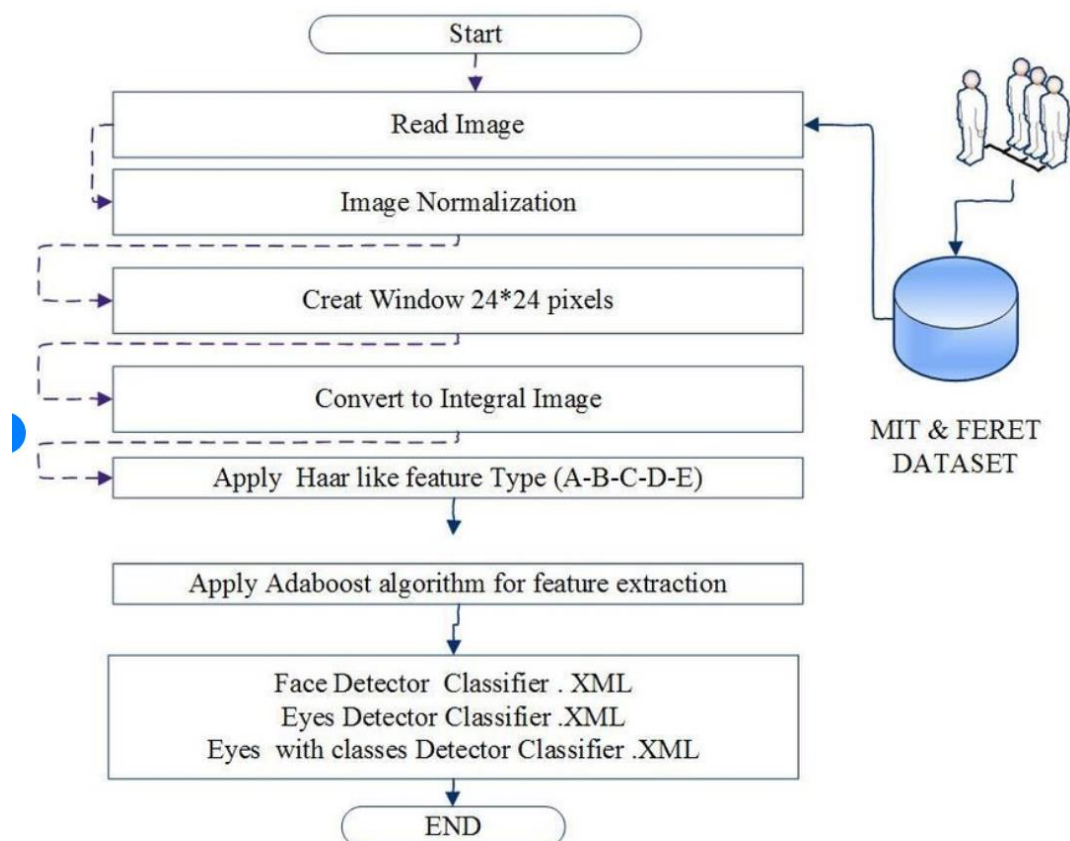 Start
Read Image
Image Normalization
Creat Window 24*24 pixels
Convert to Integral Image
Apply Haar like feature Type (A-B-C-D-E)
Apply Adaboost algorithm for feature extraction
Face Detector Classifier . XML
Eyes Detector Classifier .XML
Eyes with classes Detector Classifier .XML
END
MIT & FERET
DATASET